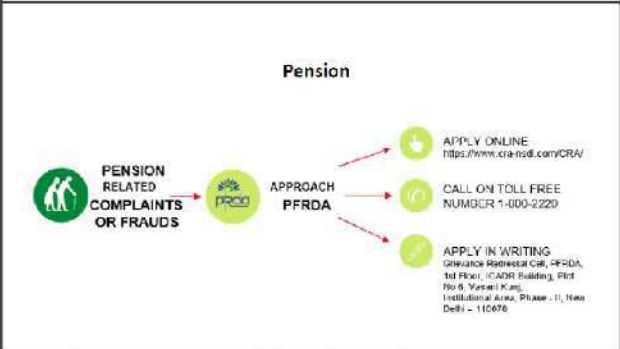 Pension
PENSION
RELATED
COMPLAINTS
OR FRAUDS
APPROACH
PFRDA
APPLY ONLINE
https://www.cra-nsdl.com/CRA/
CALL ON TOLL FREE
NUMBER 1-800-2220
APPLY IN WRITING
Grievance Redressal Cell, PFRDA,
1st Floor, ICADR Building, Plot
No 6, Vasant Kunj,
Institutional Area, Phase - II, New
Delhi – 110070